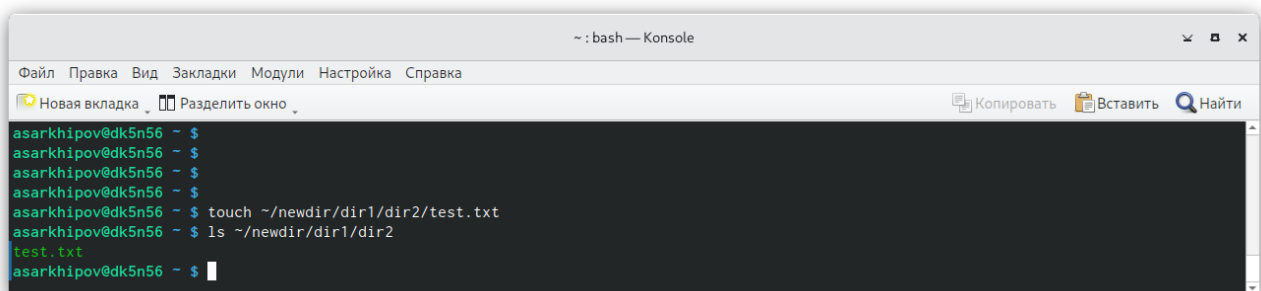 ~ : bash — Konsole
Файл Правка Вид Закладки Модули Настройка Справка
Новая вкладка Разделить окно Копировать Вставить Найти
asarkhipov@dk5n56 ~ $
asarkhipov@dk5n56 ~ $
asarkhipov@dk5n56 ~ $
asarkhipov@dk5n56 ~ $
asarkhipov@dk5n56 ~ $ touch ~/newdir/dir1/dir2/test.txt
asarkhipov@dk5n56 ~ $ ls ~/newdir/dir1/dir2
test.txt
asarkhipov@dk5n56 ~ $